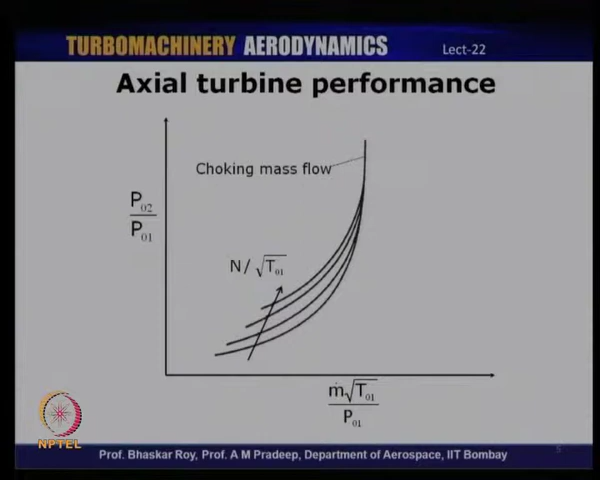 TURBOMACHINERY AERODYNAMICS
Lect-22
Axial turbine performance
Choking mass flow
P02
P01
N/√T01
ṁ√T01
P01
NPTEL
Prof. Bhaskar Roy, Prof. A M Pradeep, Department of Aerospace, IIT Bombay
5